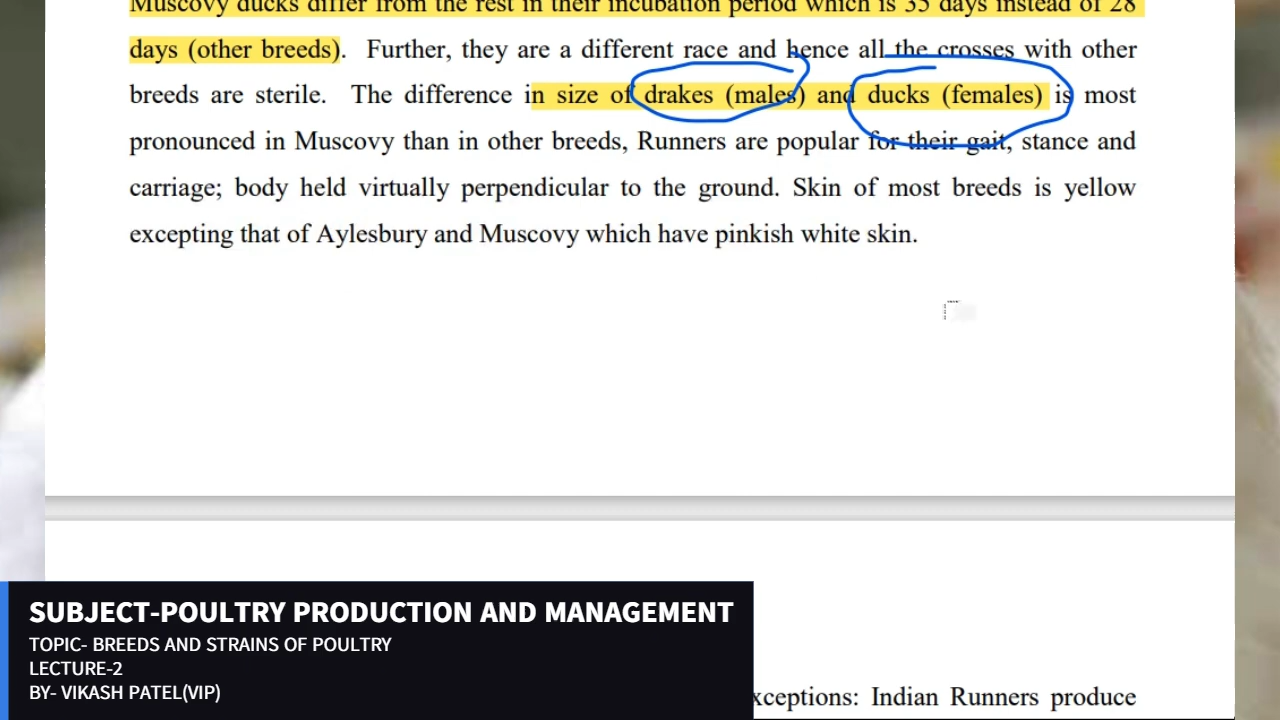 Muscovy ducks differ from the rest in their incubation period which is 35 days instead of 28
days (other breeds). Further, they are a different race and hence all the crosses with other
breeds are sterile. The difference in size of drakes (males) and ducks (females) is most
pronounced in Muscovy than in other breeds, Runners are popular for their gait, stance and
carriage; body held virtually perpendicular to the ground. Skin of most breeds is yellow
excepting that of Aylesbury and Muscovy which have pinkish white skin.
SUBJECT-POULTRY PRODUCTION AND MANAGEMENT
TOPIC- BREEDS AND STRAINS OF POULTRY
LECTURE-2
BY- VIKASH PATEL(VIP)
xceptions: Indian Runners produce